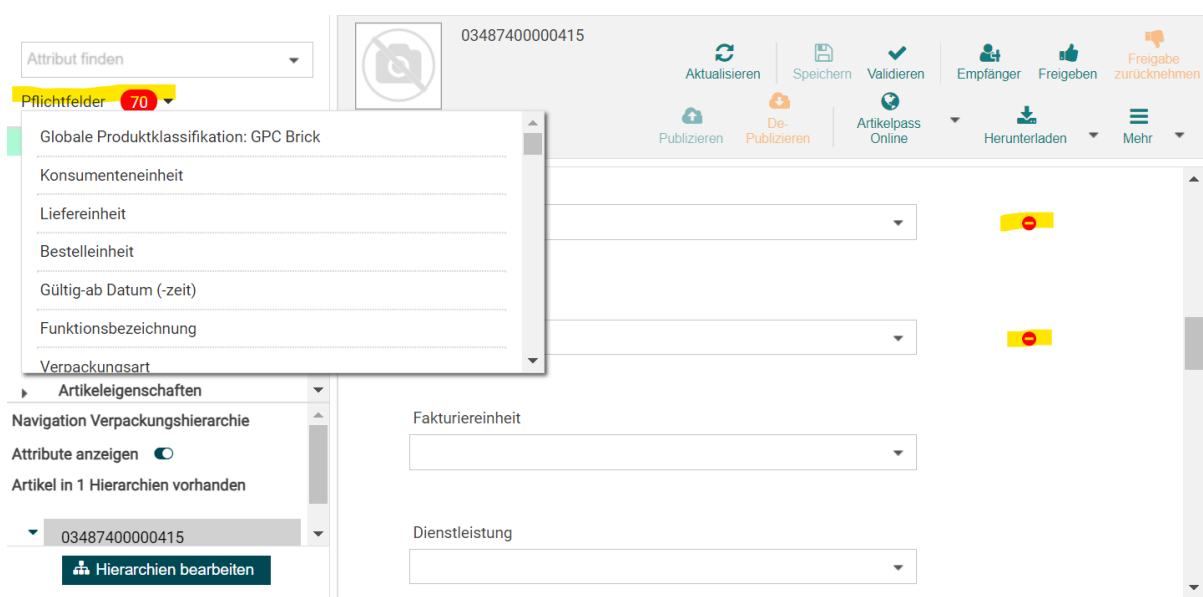 Attribut finden
Pflichtfelder 70
Globale Produktklassifikation: GPC Brick
Konsumenteneinheit
Liefereinheit
Bestelleinheit
Gültig-ab Datum (-zeit)
Funktionsbezeichnung
Verpackungsart
Artikeleigenschaften
Navigation Verpackungshierarchie
Attribute anzeigen
Artikel in 1 Hierarchien vorhanden
03487400000415
Hierarchien bearbeiten
03487400000415
Aktualisieren
Speichern
Validieren
Empfänger
Freigeben
Freigabe
zurücknehmen
Publizieren
De-
Publizieren
Artikelpass
Online
Herunterladen
Mehr
Fakturiereinheit
Dienstleistung